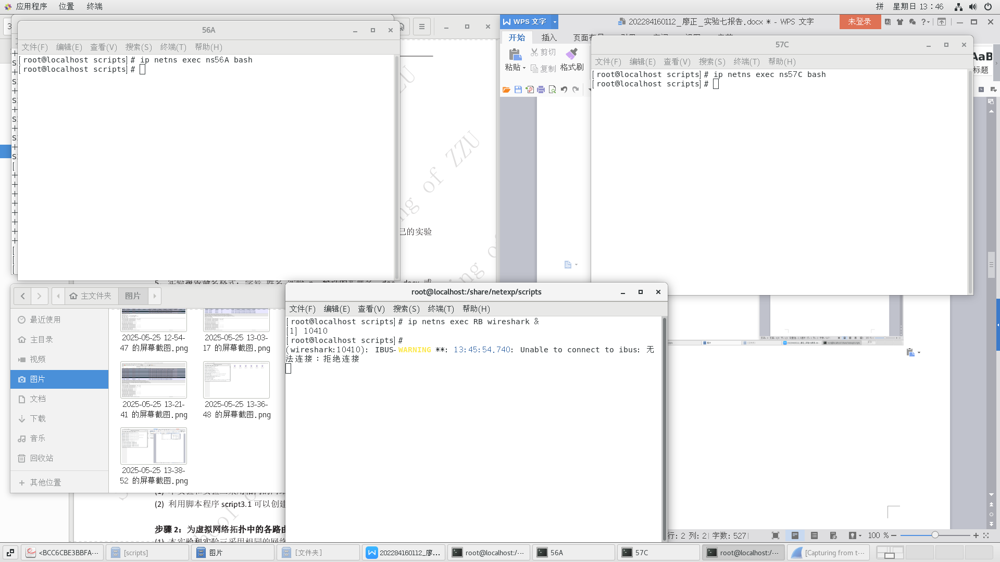 应用程序 位置 终端
拼 星期日 13：46
56A
文件(F) 编辑(E) 查看(V) 搜索(S) 终端(T) 帮助(H)
[root@localhost scripts]# ip netns exec ns56A bash
[root@localhost scripts]#
WPS 文字
202284160112_廖正_实验七报告.docx * - WPS 文字
未登录
开始 插入
粘贴 剪切 复制 格式刷
标题
57C
文件(F) 编辑(E) 查看(V) 搜索(S) 终端(T) 帮助(H)
[root@localhost scripts]# ip netns exec ns57C bash
[root@localhost scripts]#
ing of ZZU
己的实验
主文件夹 图片
最近使用
主目录
视频
图片
文档
下载
音乐
回收站
其他位置
2025-05-25 12-54-47 的屏幕截图.png
2025-05-25 13-03-17 的屏幕截图.png
2025-05-25 13-21-41 的屏幕截图.png
2025-05-25 13-36-48 的屏幕截图.png
2025-05-25 13-38-52 的屏幕截图.png
root@localhost:/share/netexp/scripts
文件(F) 编辑(E) 查看(V) 搜索(S) 终端(T) 帮助(H)
[root@localhost scripts]# ip netns exec RB wireshark &
[1] 10410
[root@localhost scripts]#
(wireshark:10410): IBUS-WARNING **: 13:45:54.740: Unable to connect to ibus: 无
法连接：拒绝连接
(2) 利用脚本程序 script3.1 可以创建
步骤 2：为虚拟网络拓扑中的各路由
行: 2 列: 2 字数: 527
100 %
<BCC6CBE3BBFA··· [scripts] 图片 [文件夹] 202284160112_廖... root@localhost:/··· 56A 57C root@localhost:/··· [Capturing from t···